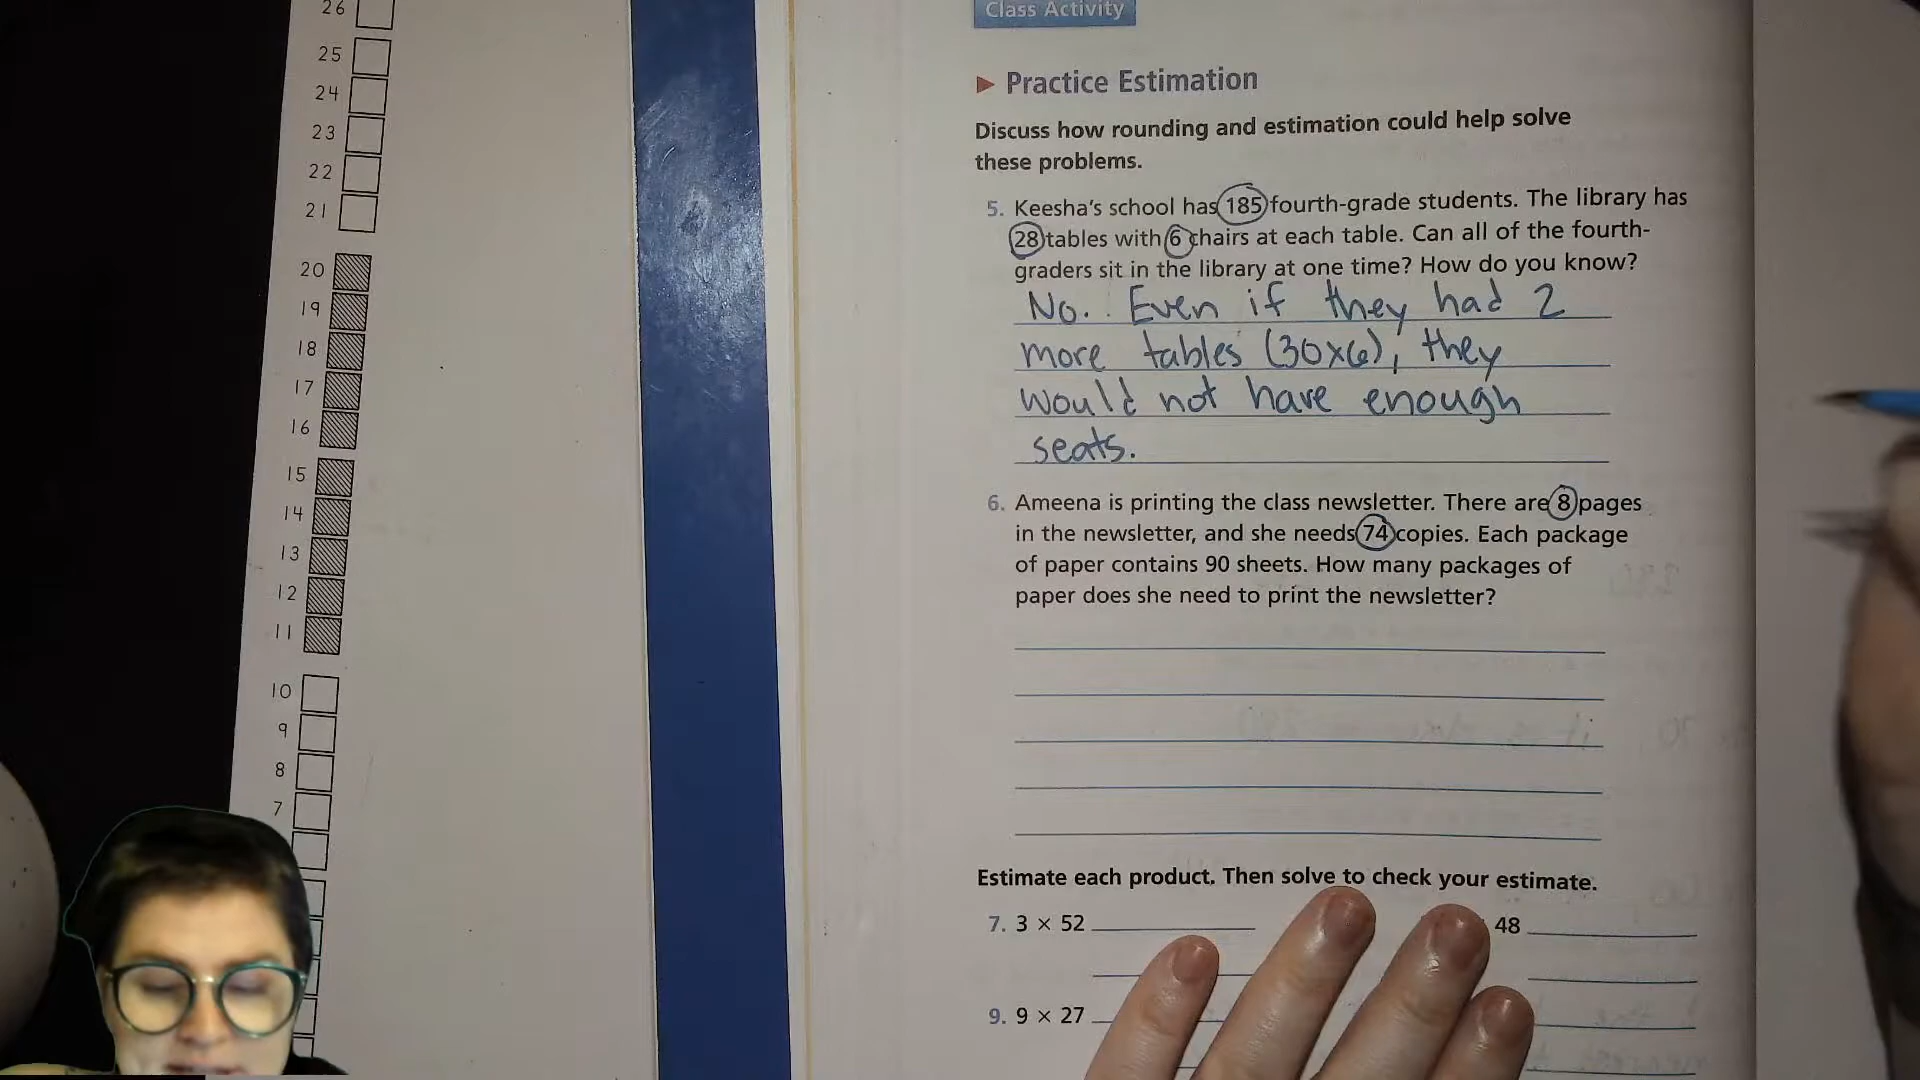 26
25
24
23
22
21
20
19
18
17
16
15
14
13
12
11
10
9
8
7
Class Activity
Practice Estimation
Discuss how rounding and estimation could help solve
these problems.
5. Keesha's school has 185 fourth-grade students. The library has
28 tables with 6 chairs at each table. Can all of the fourth-
graders sit in the library at one time? How do you know?
No. Even if they had 2
more tables (30x6), they
would not have enough
seats.
6. Ameena is printing the class newsletter. There are 8 pages
in the newsletter, and she needs 74 copies. Each package
of paper contains 90 sheets. How many packages of
paper does she need to print the newsletter?
Estimate each product. Then solve to check your estimate.
7. 3 × 52
48
9. 9 × 27